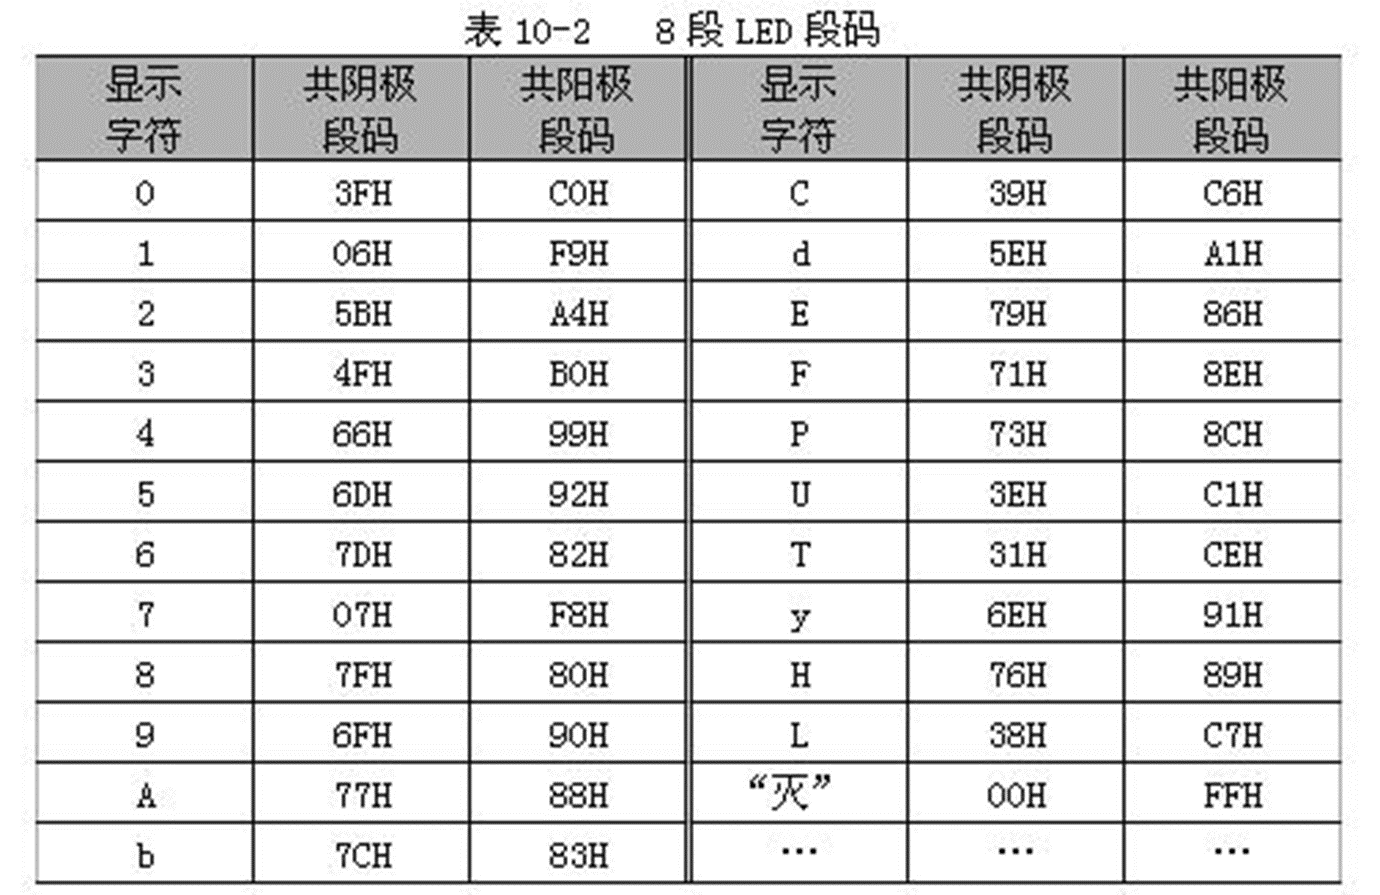 表 10-2 8 段 LED 段码
显示字符 共阴极段码 共阳极段码 显示字符 共阴极段码 共阳极段码
0 3FH C0H C 39H C6H
1 06H F9H d 5EH A1H
2 5BH A4H E 79H 86H
3 4FH B0H F 71H 8EH
4 66H 99H P 73H 8CH
5 6DH 92H U 3EH C1H
6 7DH 82H T 31H CEH
7 07H F8H y 6EH 91H
8 7FH 80H H 76H 89H
9 6FH 90H L 38H C7H
A 77H 88H “灭” 00H FFH
b 7CH 83H … … …